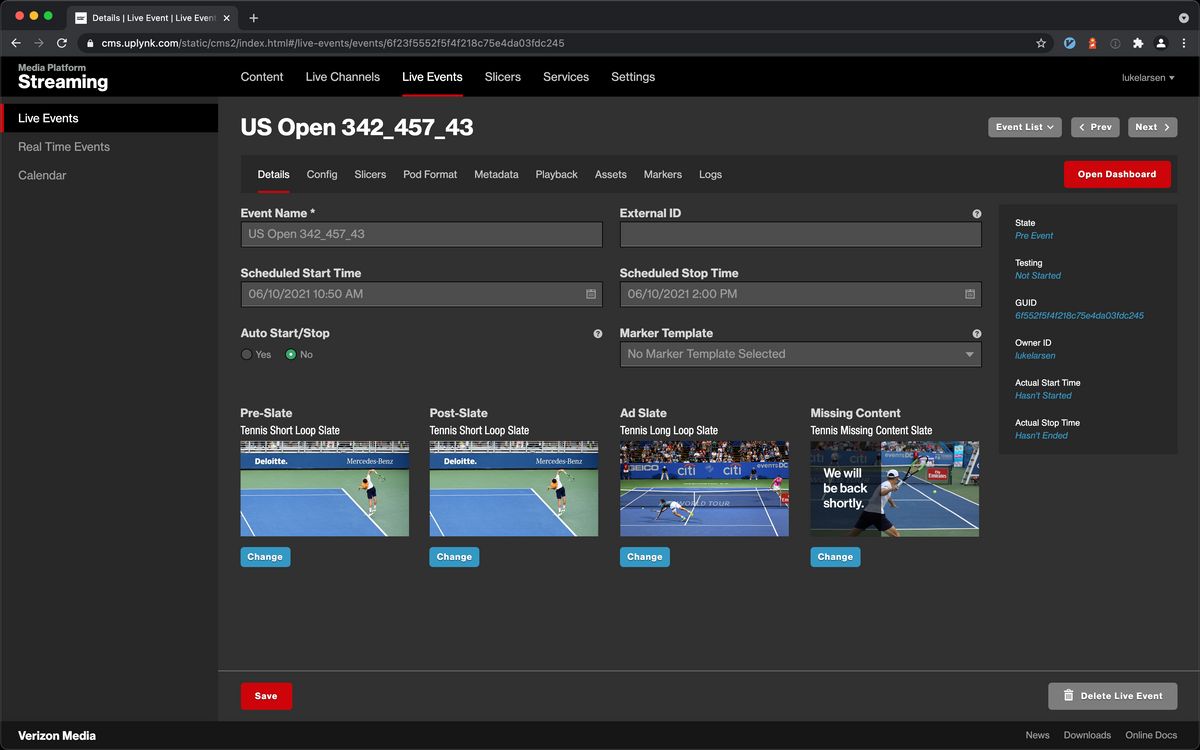 Details | Live Event | Live Event
cms.uplynk.com/static/cms2/index.html#/live-events/events/6f23f5552f5f4f218c75e4da03fdc245
Media Platform
Streaming
Content Live Channels Live Events Slicers Services Settings
lukelarsen
Live Events
Real Time Events
Calendar
US Open 342_457_43
Event List Prev Next
Details Config Slicers Pod Format Metadata Playback Assets Markers Logs
Open Dashboard
Event Name *
US Open 342_457_43
External ID
Scheduled Start Time
06/10/2021 10:50 AM
Scheduled Stop Time
06/10/2021 2:00 PM
Auto Start/Stop
Yes No
Marker Template
No Marker Template Selected
State
Pre Event
Testing
Not Started
GUID
6f552f5f4f218c75e4da03fdc245
Owner ID
lukelarsen
Actual Start Time
Hasn't Started
Actual Stop Time
Hasn't Ended
Pre-Slate
Tennis Short Loop Slate
Deloitte. Mercedes-Benz
Change
Post-Slate
Tennis Short Loop Slate
Deloitte. Mercedes-Benz
Change
Ad Slate
Tennis Long Loop Slate
GEICO citi citi eventsDC
WORLD TOUR
Change
Missing Content
Tennis Missing Content Slate
citi eventsDC
Emirates
We will
be back
shortly.
Change
Save
Delete Live Event
Verizon Media
News Downloads Online Docs